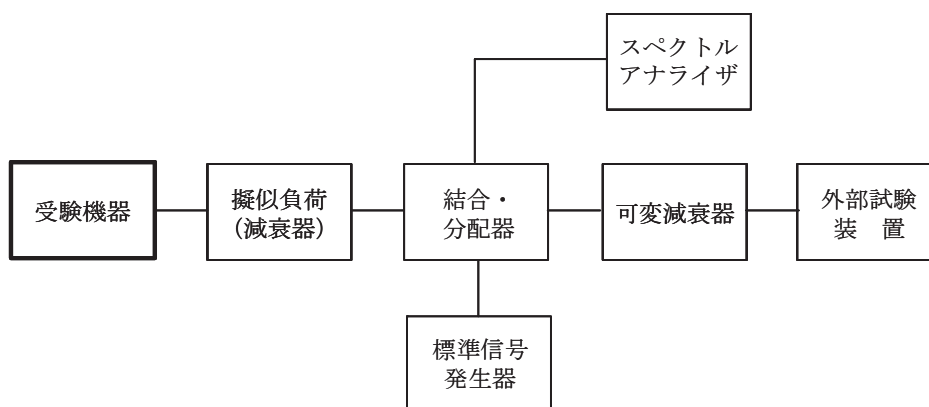 スペクトル
アナライザ
受験機器
擬似負荷
(減衰器)
結合・
分配器
可変減衰器
外部試験
装　置
標準信号
発生器